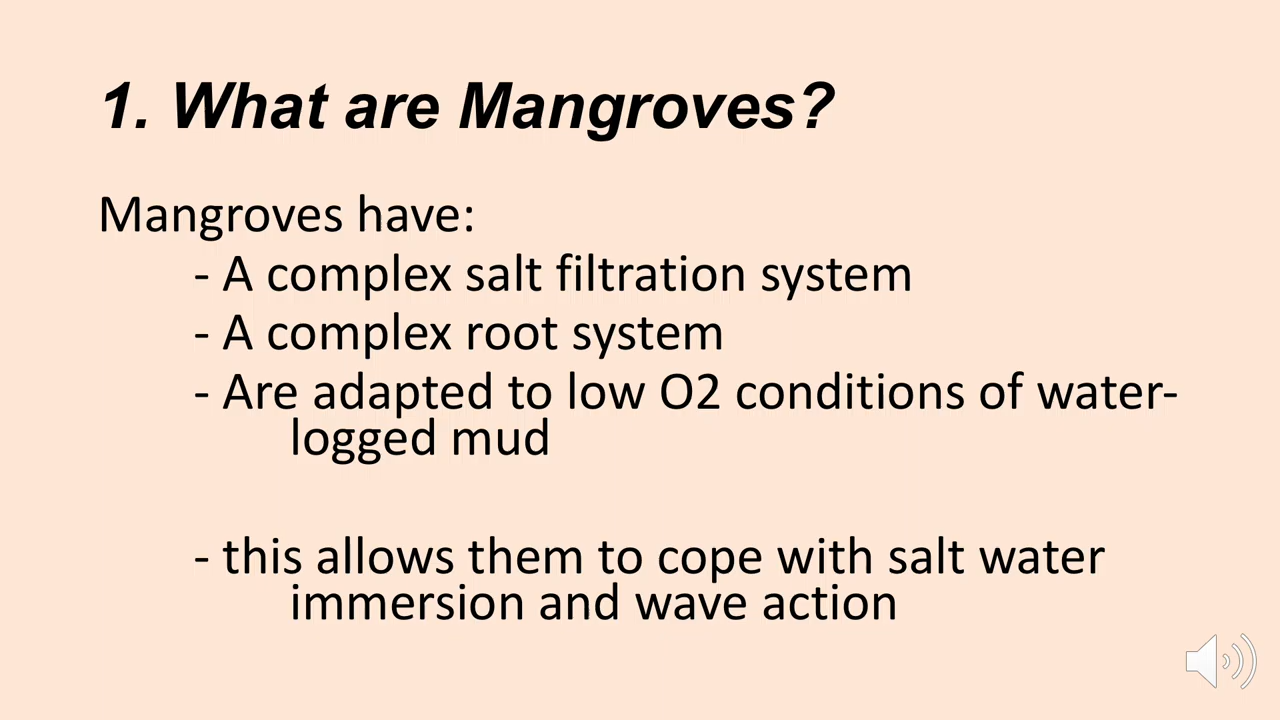 1. What are Mangroves?
Mangroves have:
- A complex salt filtration system
- A complex root system
- Are adapted to low O2 conditions of water-
logged mud
- this allows them to cope with salt water
immersion and wave action